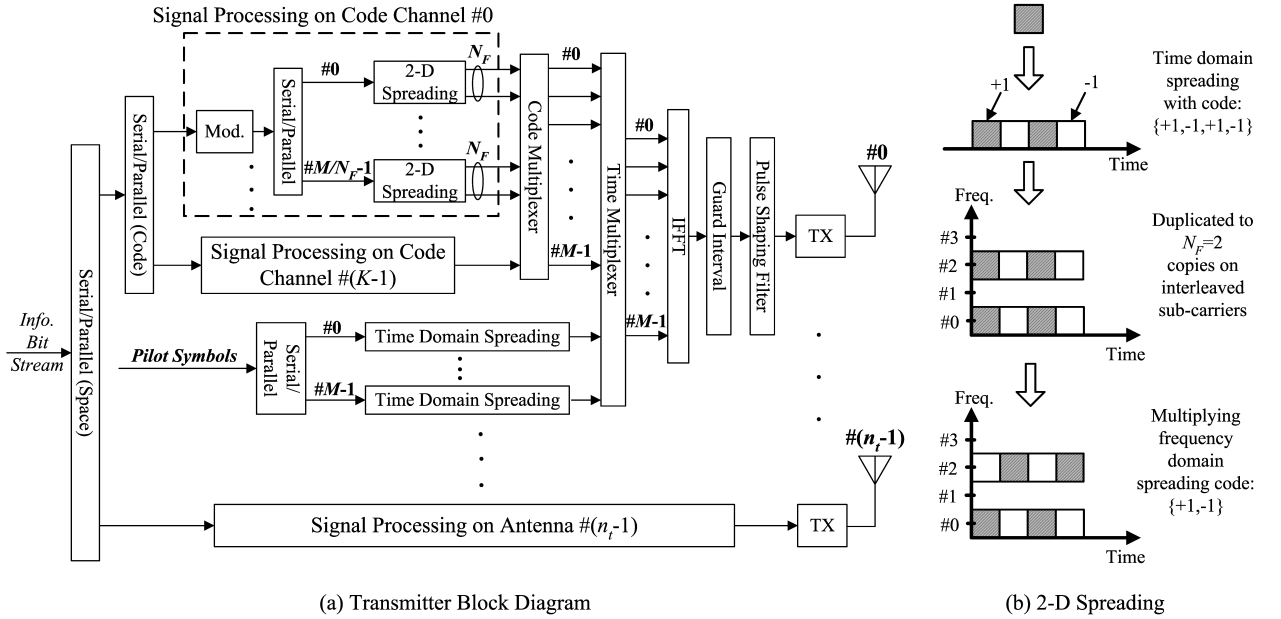 Signal Processing on Code Channel #0
Info.
Bit
Stream
Serial/Parallel (Space)
Serial/Parallel (Code)
Mod.
Serial/Parallel
#0
2-D
Spreading
N_F
#M/N_F-1
2-D
Spreading
N_F
Signal Processing on Code
Channel #(K-1)
Code Multiplexer
#0
#M-1
Pilot Symbols
Serial/
Parallel
#0
Time Domain Spreading
#M-1
Time Domain Spreading
Time Multiplexer
#0
#M-1
IFFT
Guard Interval
Pulse Shaping Filter
TX
#0
Signal Processing on Antenna #(n_t-1)
TX
#(n_t-1)
(a) Transmitter Block Diagram
+1
-1
Time
Time domain
spreading
with code:
{+1,-1,+1,-1}
Freq.
#3
#2
#1
#0
Time
Duplicated to
N_F=2
copies on
interleaved
sub-carriers
Freq.
#3
#2
#1
#0
Time
Multiplying
frequency
domain
spreading code:
{+1,-1}
(b) 2-D Spreading